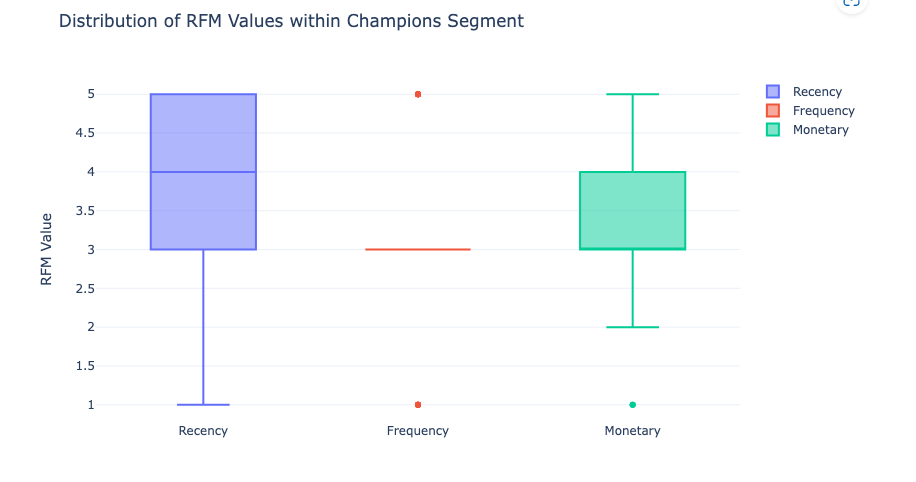 Distribution of RFM Values within Champions Segment
5
4.5
4
3.5
3
2.5
2
1.5
1
RFM Value
Recency
Frequency
Monetary
Recency
Frequency
Monetary